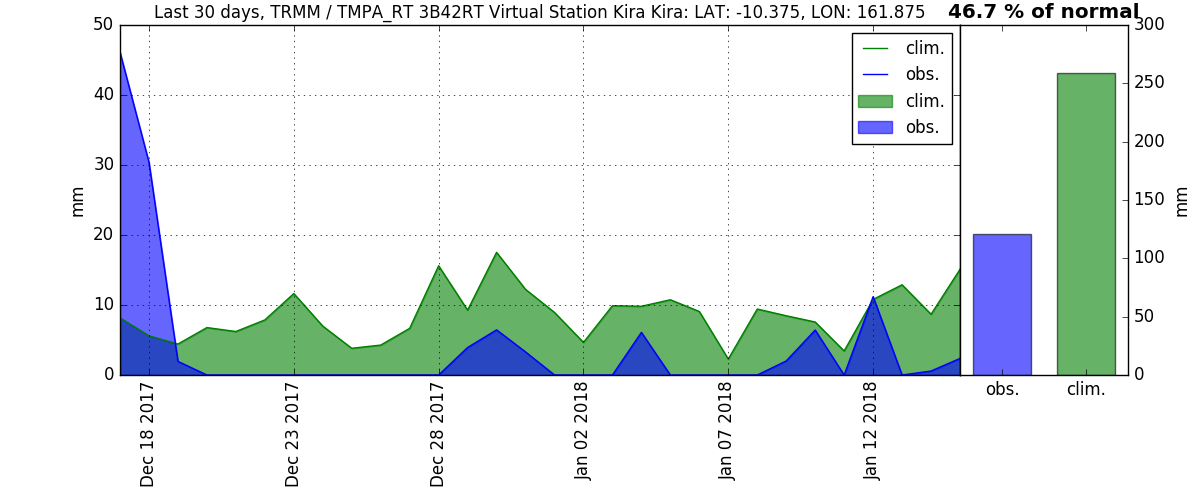 Last 30 days, TRMM / TMPA_RT 3B42RT Virtual Station Kira Kira: LAT: -10.375, LON: 161.875
46.7 % of normal
50
40
30
20
10
0
mm
clim.
obs.
clim.
obs.
Dec 18 2017
Dec 23 2017
Dec 28 2017
Jan 02 2018
Jan 07 2018
Jan 12 2018
300
250
200
150
100
50
0
mm
obs.
clim.